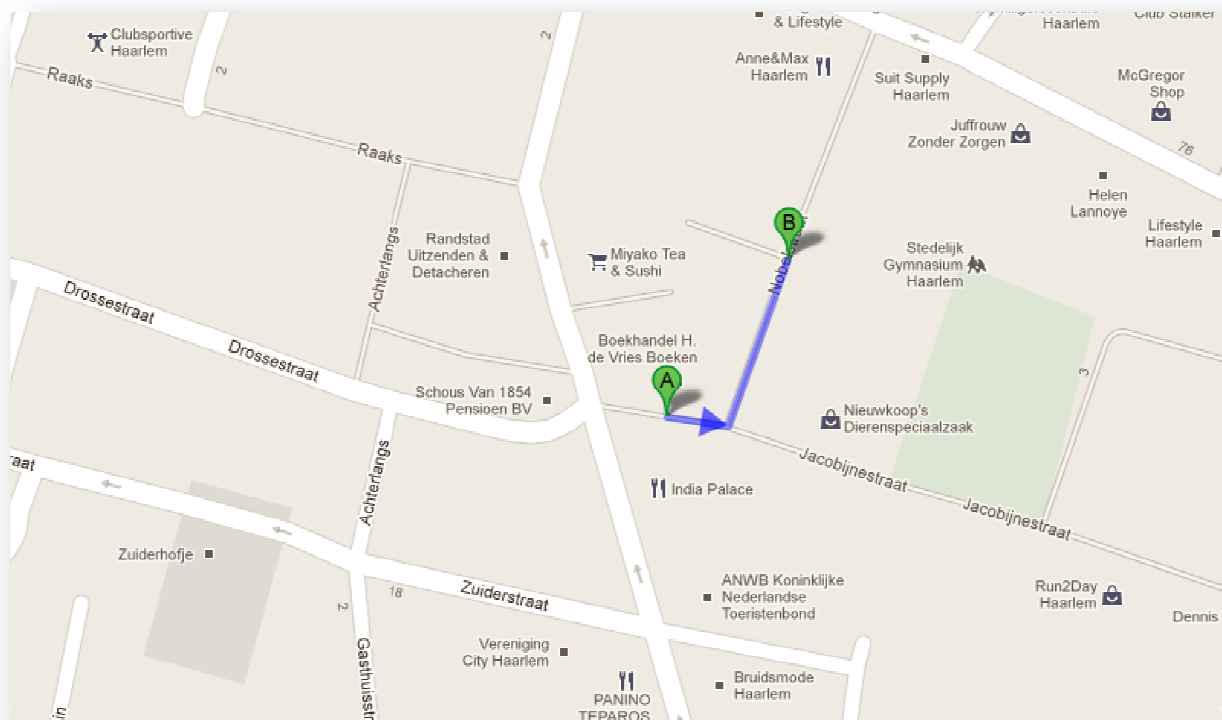 & Lifestyle
Haarlem
Club Stalker
2
Clubsportive
Haarlem
Anne&Max
Haarlem
Suit Supply
Haarlem
McGregor
Shop
2
Raaks
Juffrouw
Zonder Zorgen
76
Raaks
Helen
Lannoye
Lifestyle
Haarlem
B
Achterlangs
Randstad
Uitzenden &
Detacheren
Miyako Tea
& Sushi
Stedelijk
Gymnasium
Haarlem
Drossestraat
Drossestraat
Boekhandel H.
de Vries Boeken
3
A
Schous Van 1854
Pensioen BV
Nieuwkoop's
Dierenspeciaalzaak
Jacobijnestraat
Jacobijnestraat
raat
Achterlangs
India Palace
Zuiderhofje
18
2
Zuiderstraat
ANWB Koninklijke
Nederlandse
Toeristenbond
Run2Day
Haarlem
Dennis
Vereniging
City Haarlem
Gasthuisstr
PANINO
TEPAROS
Bruidsmode
Haarlem